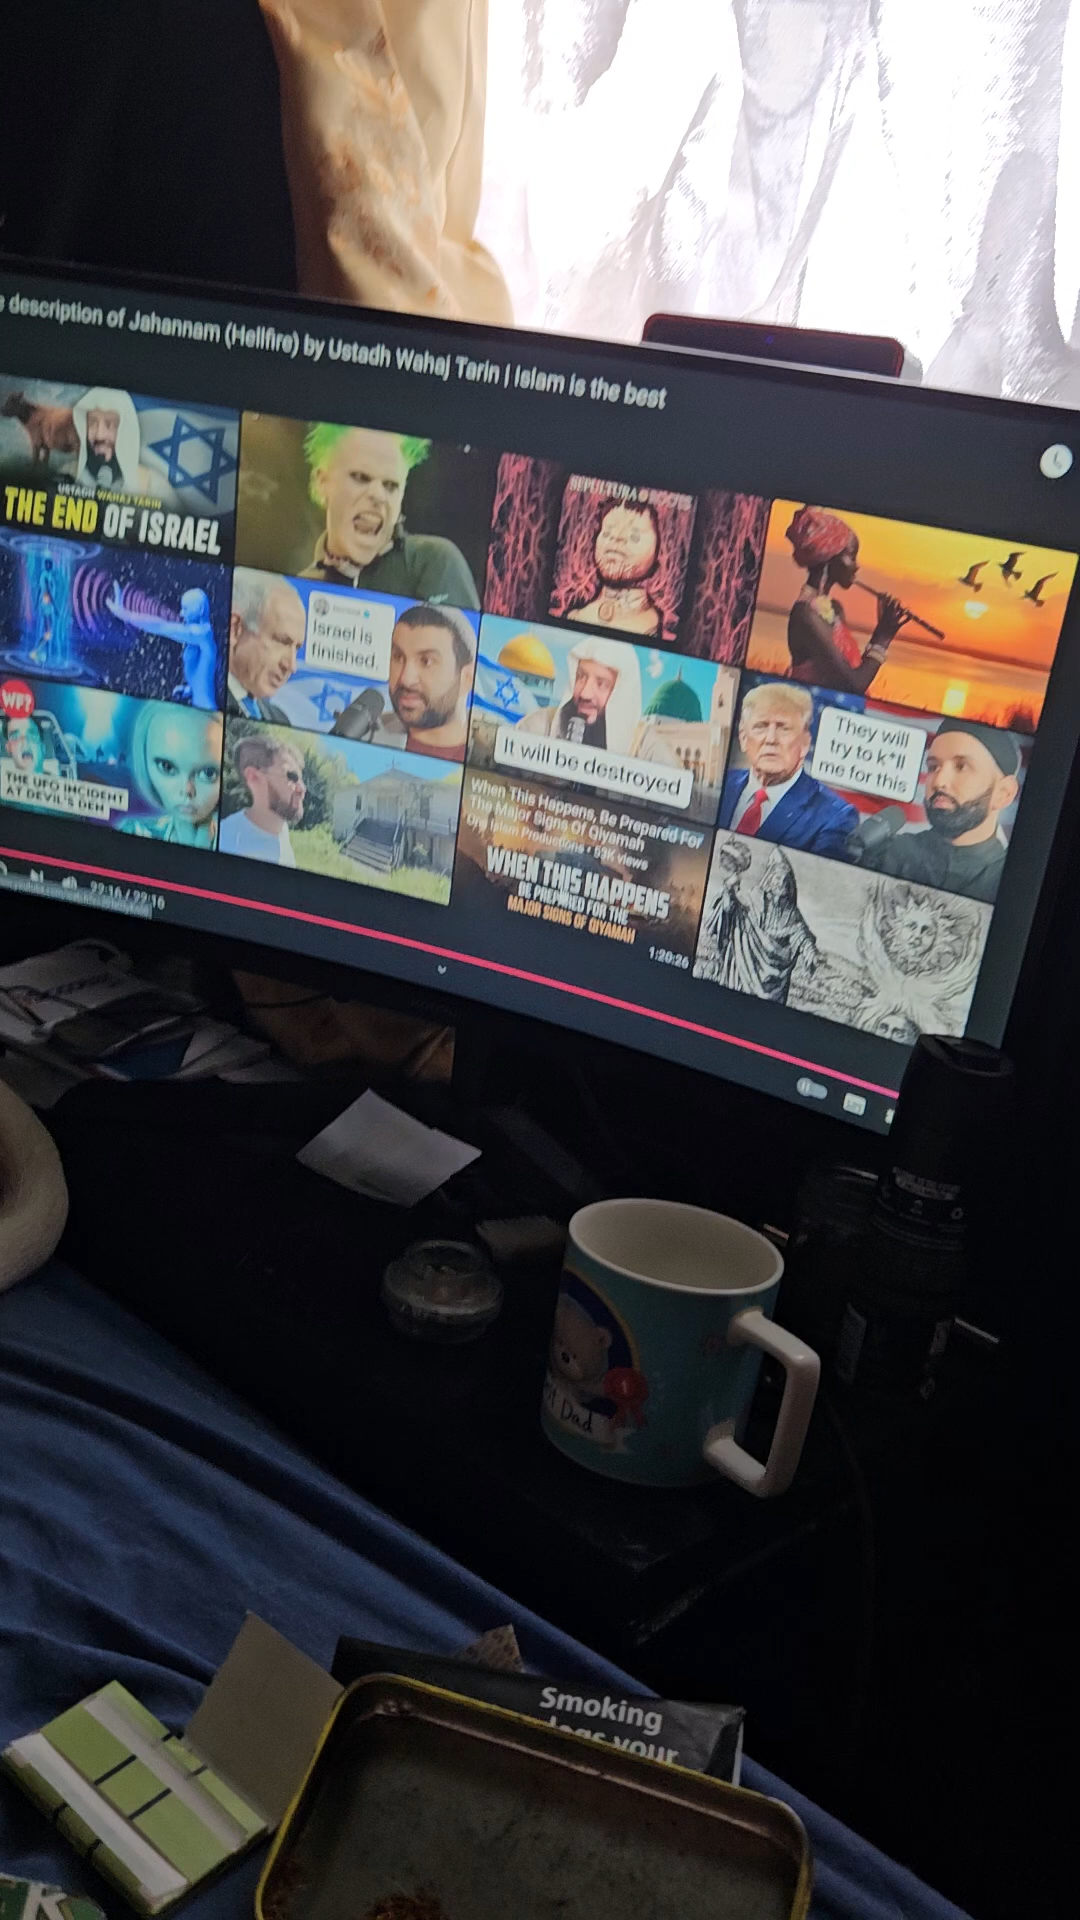 description of Jahannam (Hellfire) by Ustadh Wahaj Tarin | Islam is the best
USTADH WAHAJ TARIN
THE END OF ISRAEL
SEPULTURA ROOTS
Israel is
finished.
It will be destroyed
They will
try to k*ll
me for this
WF?
THE UFO INCIDENT
AT DEVIL'S DEN
When This Happens, Be Prepared For
The Major Signs Of Qiyamah
One Islam Productions • 53K views
WHEN THIS HAPPENS
BE PREPARED FOR THE
MAJOR SIGNS OF QIYAMAH
1:20:26
22:16 / 22:16
Dad
Smoking
your